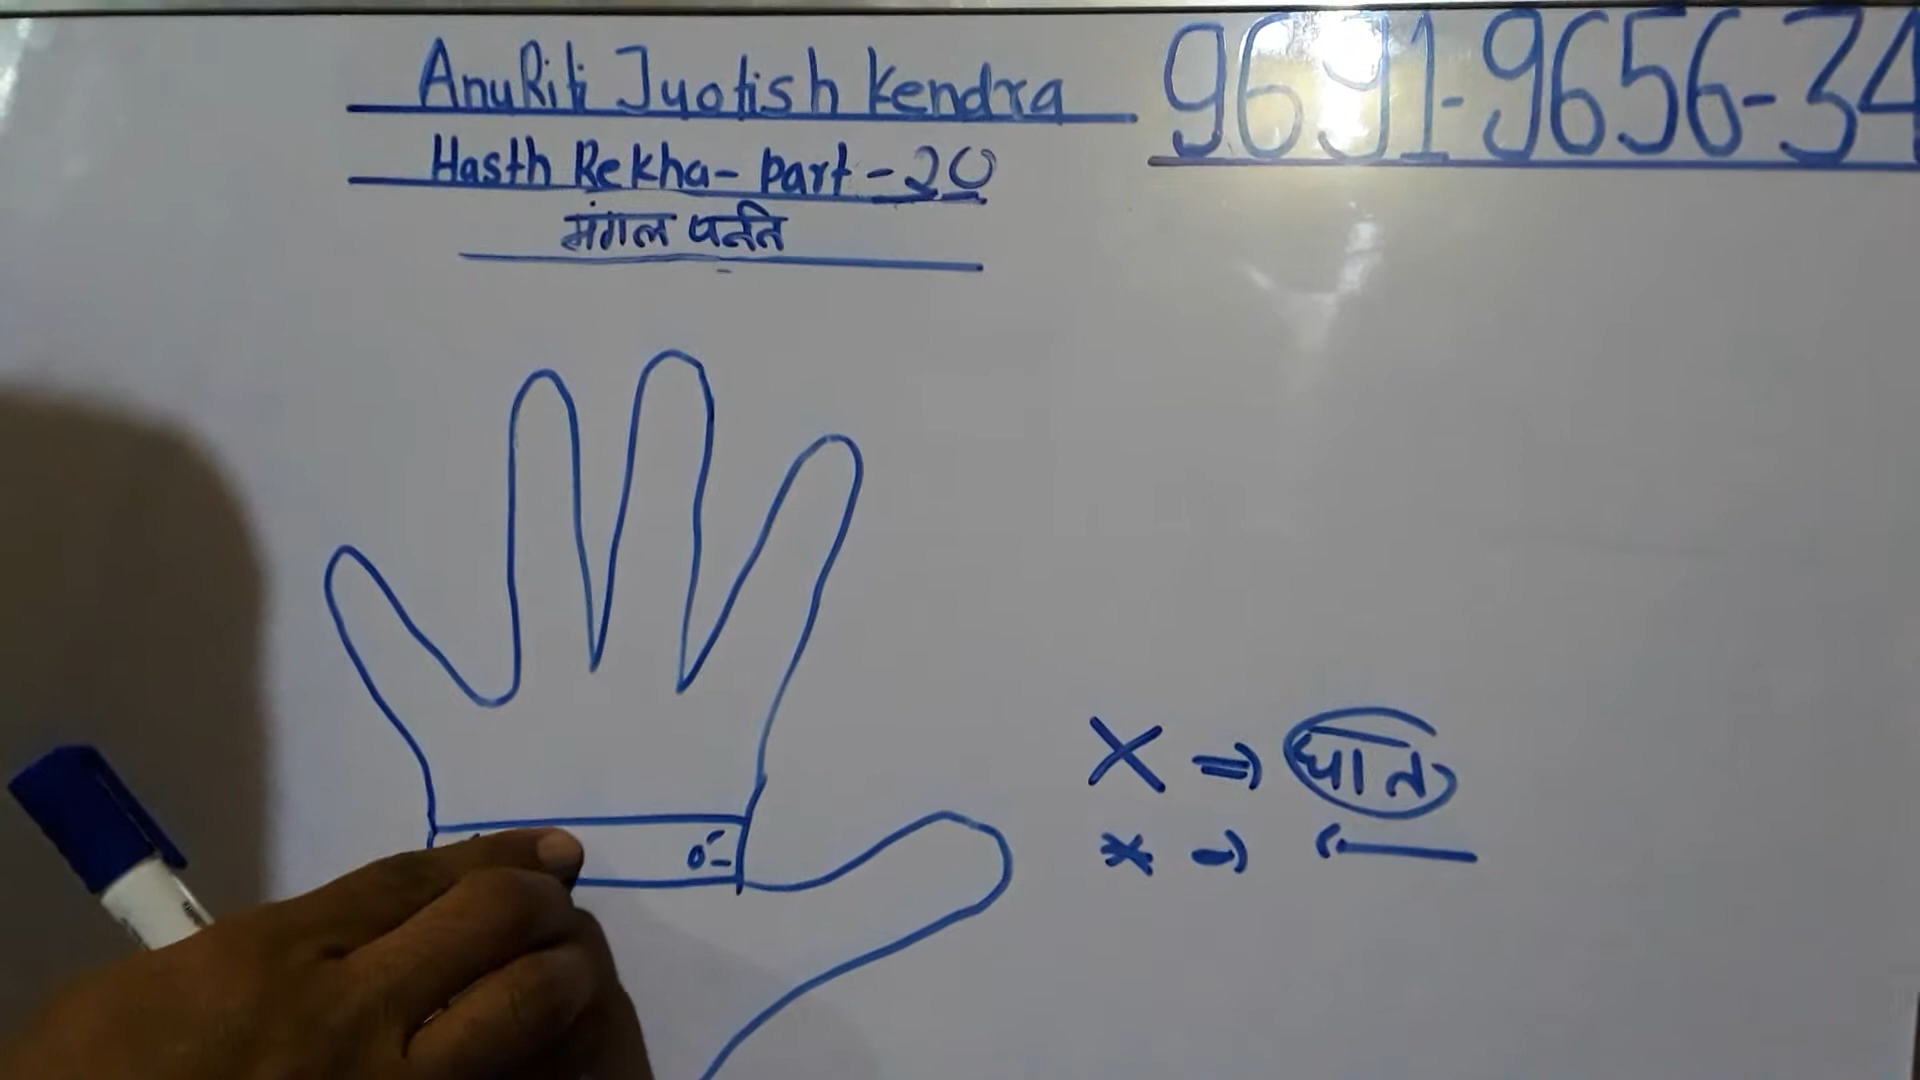 AnuRiti Jyotish Kendra
9691-9656-34
Hasth Rekha- Part-20
मंगल पर्वत
X ⇒ घात